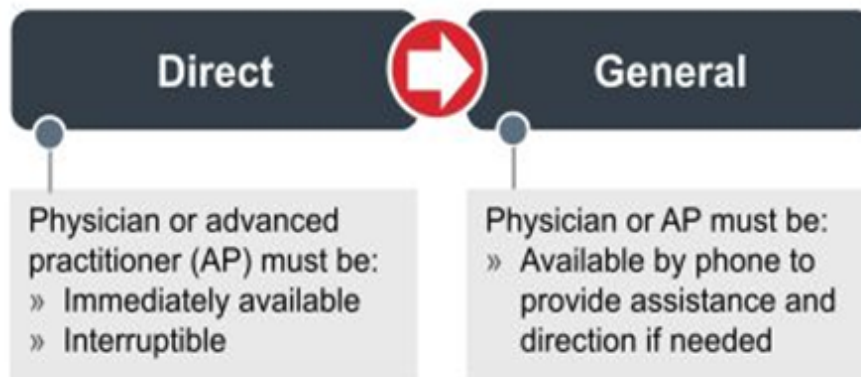 Direct
General
Physician or advanced
practitioner (AP) must be:
» Immediately available
» Interruptible
Physician or AP must be:
» Available by phone to
provide assistance and
direction if needed